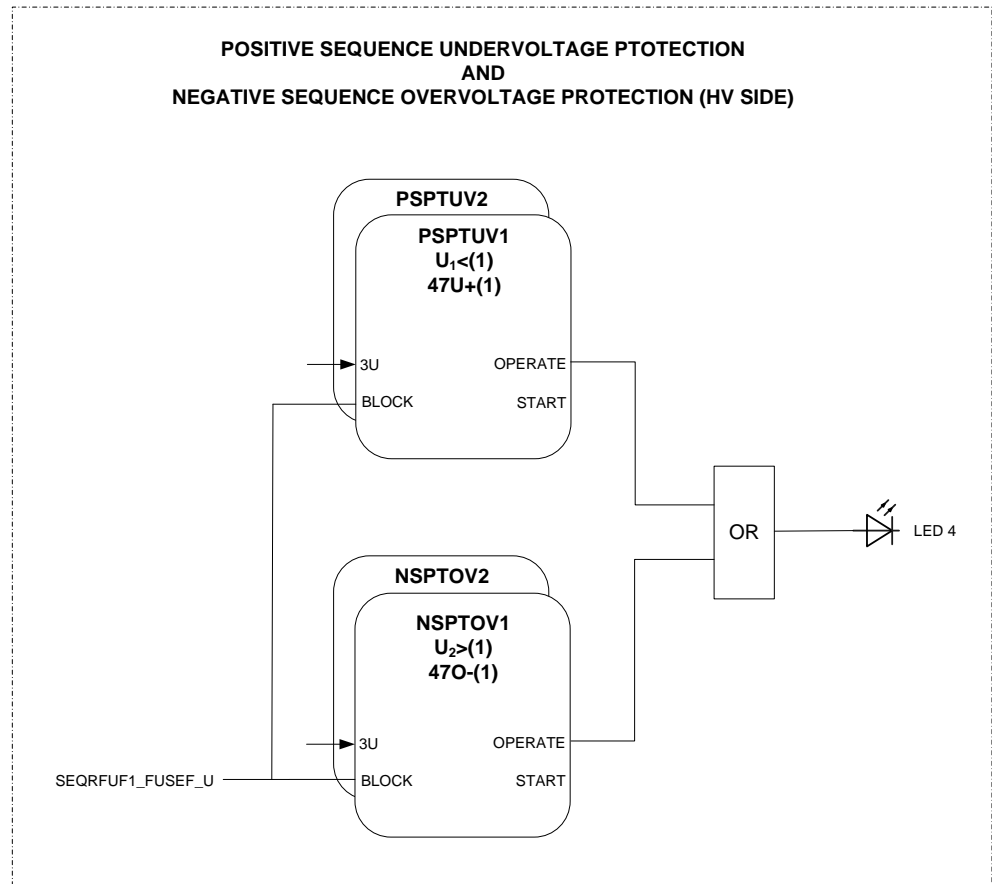 POSITIVE SEQUENCE UNDERVOLTAGE PTOTECTION
AND
NEGATIVE SEQUENCE OVERVOLTAGE PROTECTION (HV SIDE)
PSPTUV2
PSPTUV1
U₁<(1)
47U+(1)
3U
OPERATE
BLOCK
START
OR
LED 4
NSPTOV2
NSPTOV1
U₂>(1)
47O-(1)
3U
OPERATE
SEQRFUF1_FUSEF_U
BLOCK
START